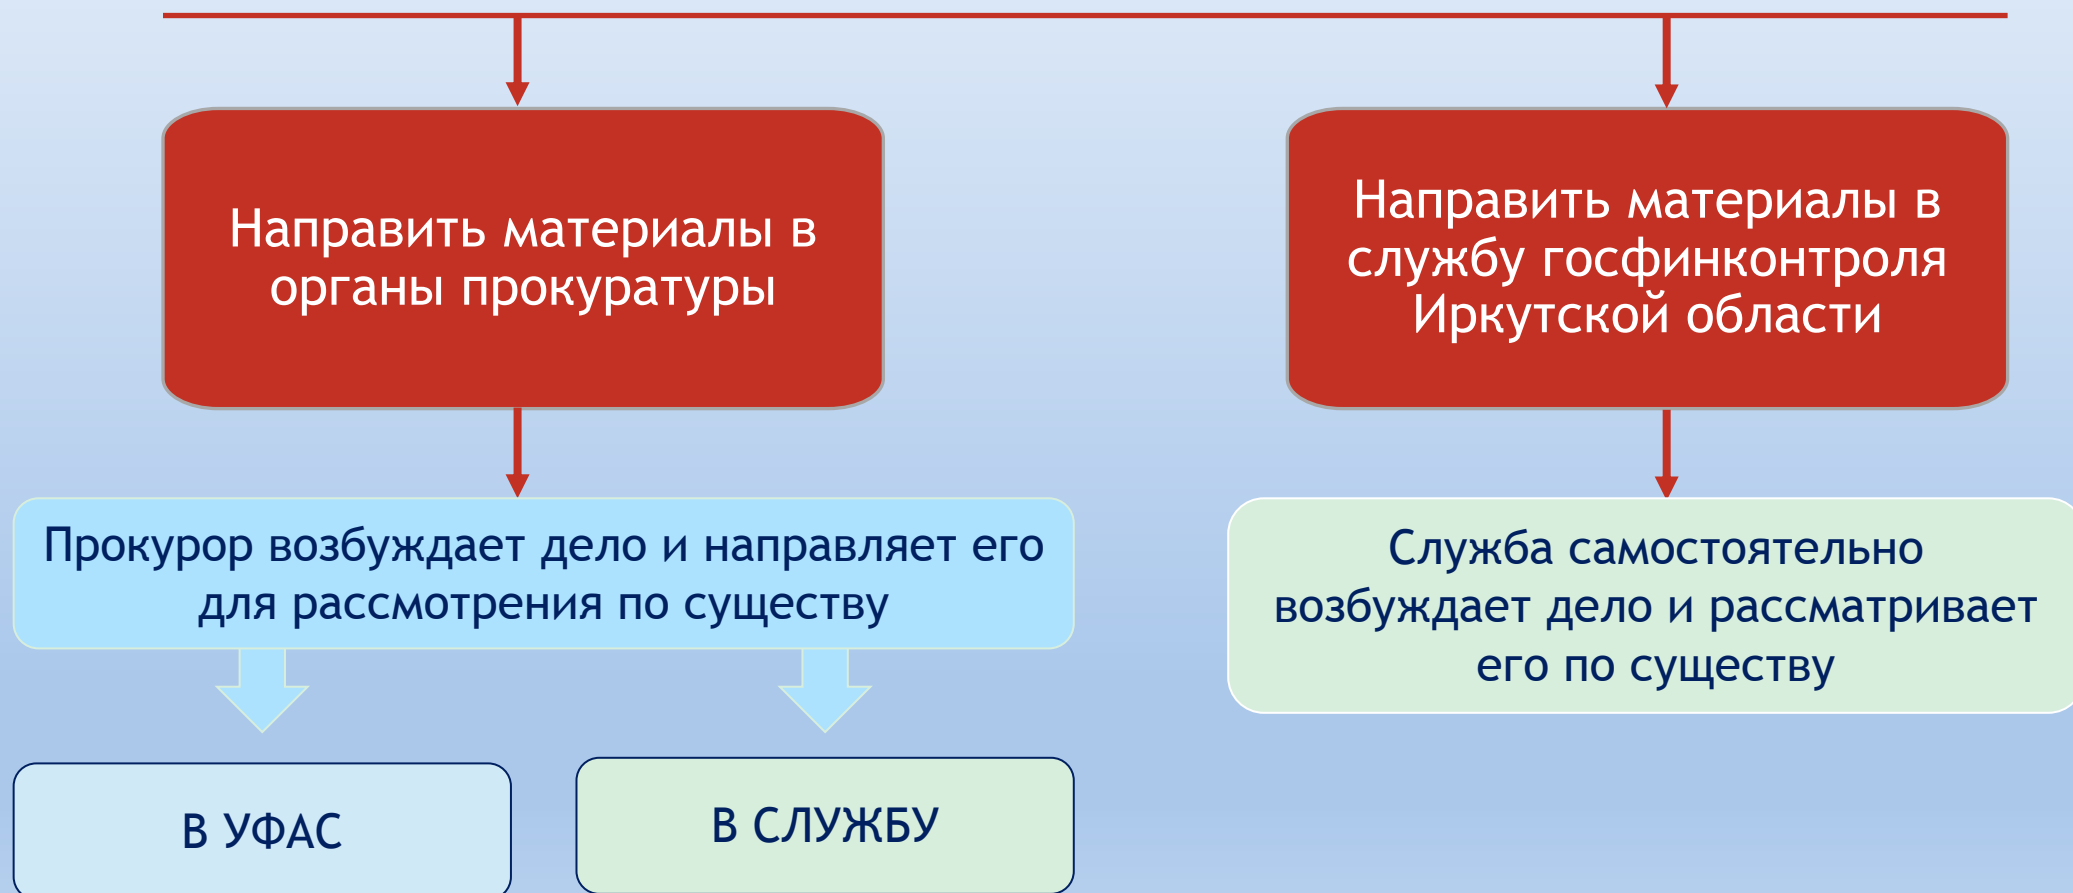 Направить материалы в
органы прокуратуры
Направить материалы в
службу госфинконтроля
Иркутской области
Прокурор возбуждает дело и направляет его
для рассмотрения по существу
Служба самостоятельно
возбуждает дело и рассматривает
его по существу
В УФАС
В СЛУЖБУ